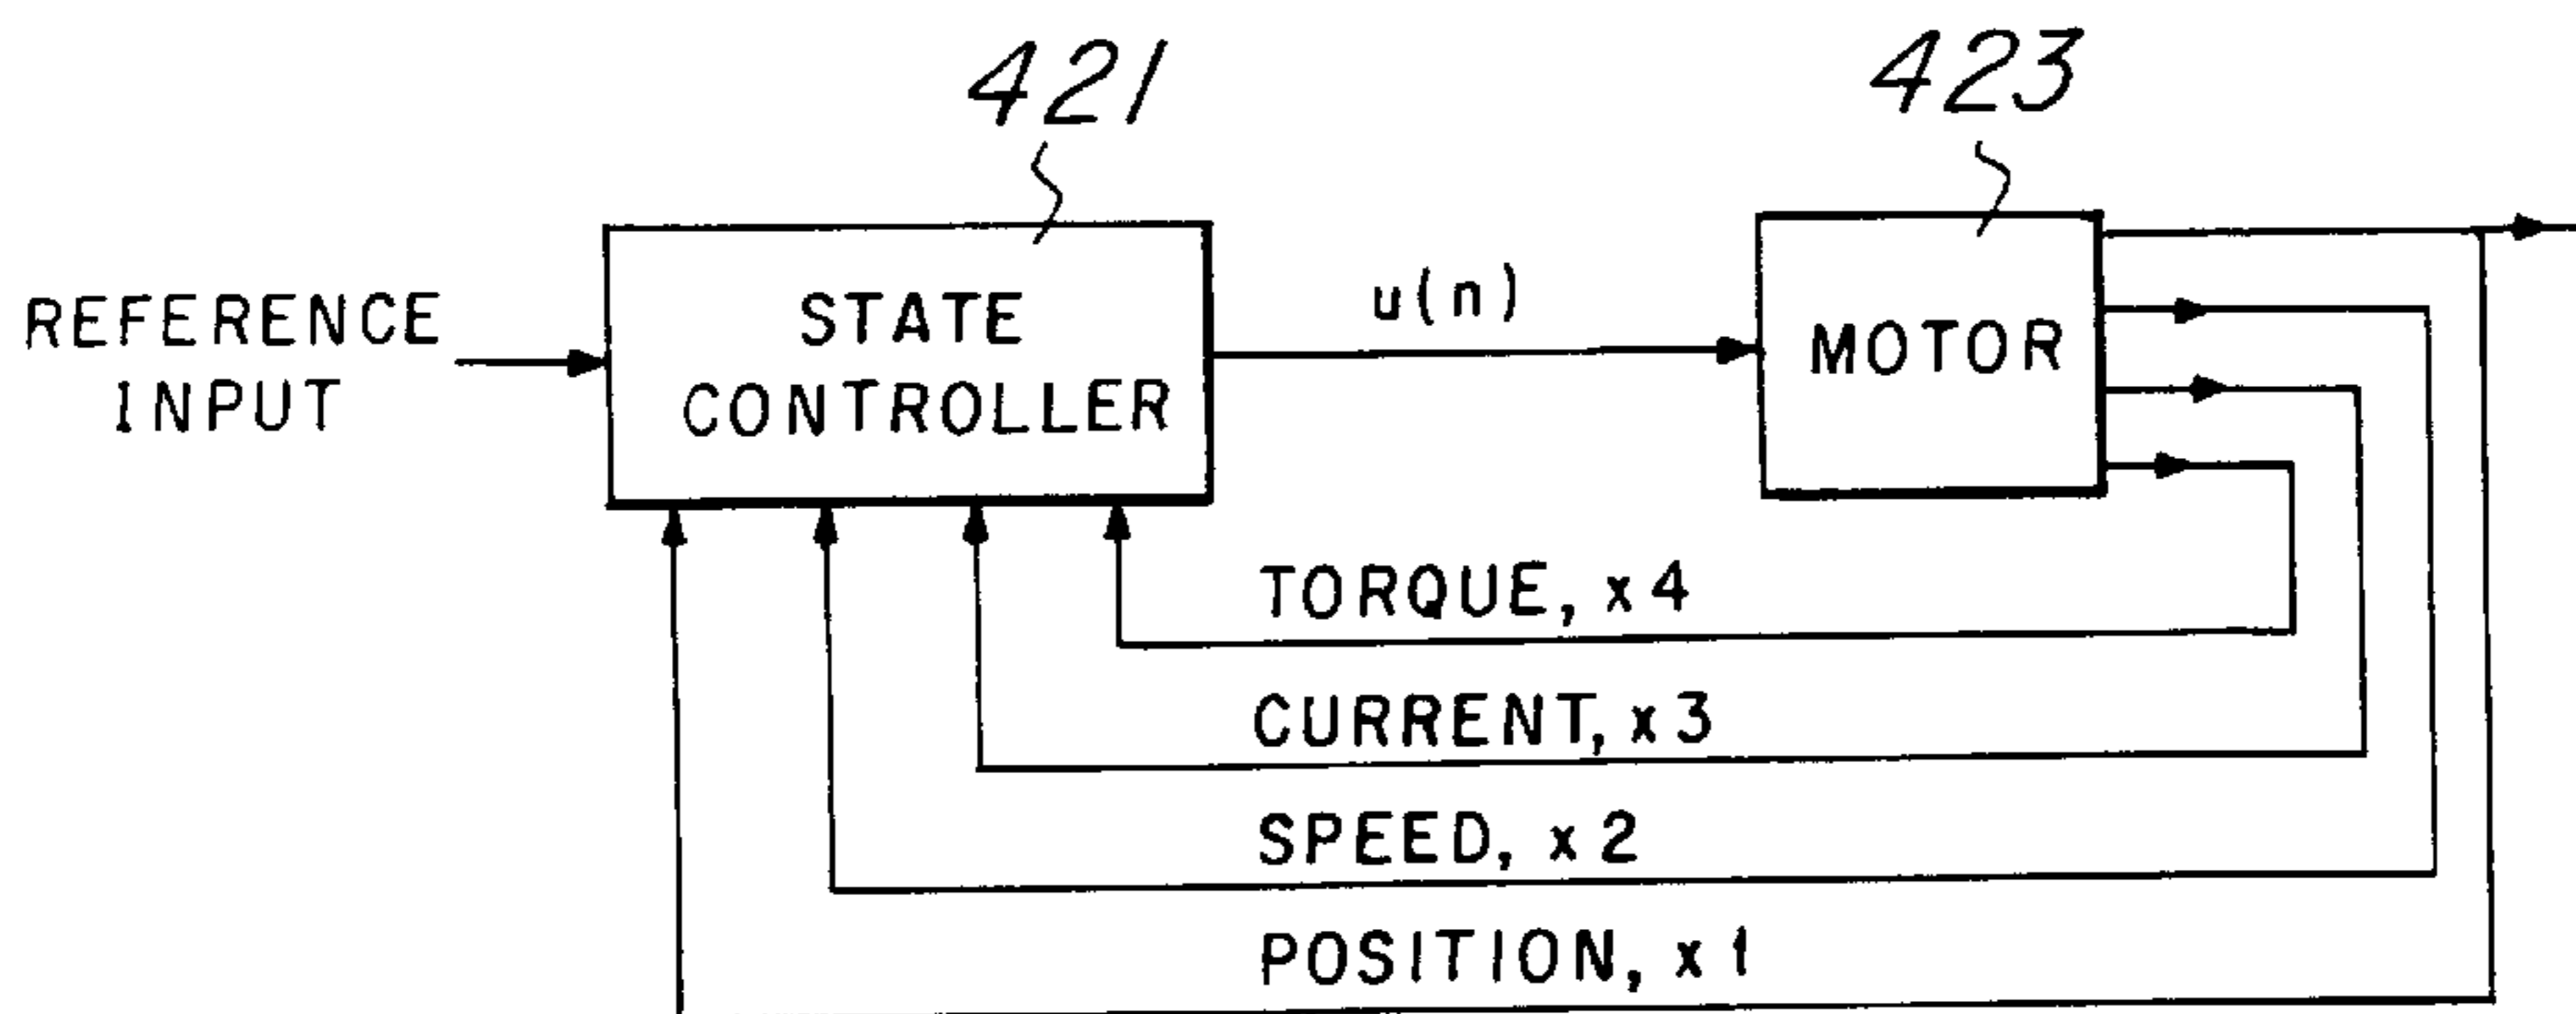 421
423
REFERENCE
INPUT
STATE
CONTROLLER
u(n)
MOTOR
TORQUE, x4
CURRENT, x3
SPEED, x2
POSITION, x1